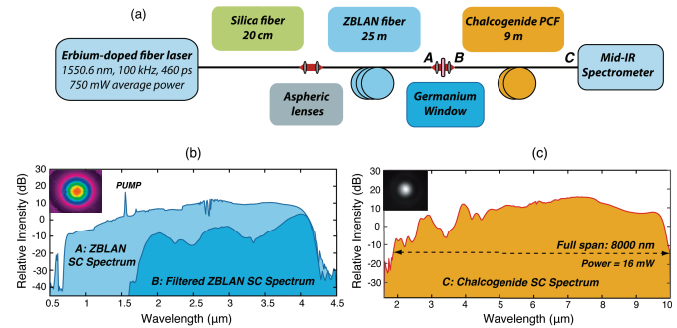 (a)
Silica fiber
20 cm
ZBLAN fiber
25 m
Chalcogenide PCF
9 m
Erbium-doped fiber laser
1550.6 nm, 100 kHz, 460 ps
750 mW average power
A
B
C
Mid-IR
Spectrometer
Aspheric
lenses
Germanium
Window
(b)
Relative Irensity (dB)
30
20
10
0
-10
-20
-30
-40
PUMP
A: ZBLAN
SC Spectrum
B: Filtered ZBLAN SC Spectrum
0.5 1 1.5 2 2.5 3 3.5 4 4.5
Wavelength (μm)
(c)
Relative Irensity (dB)
30
20
10
0
-10
-20
-30
Full span: 8000 nm
Power = 16 mW
C: Chalcogenide SC Spectrum
2 3 4 5 6 7 8 9 10
Wavelength (μm)